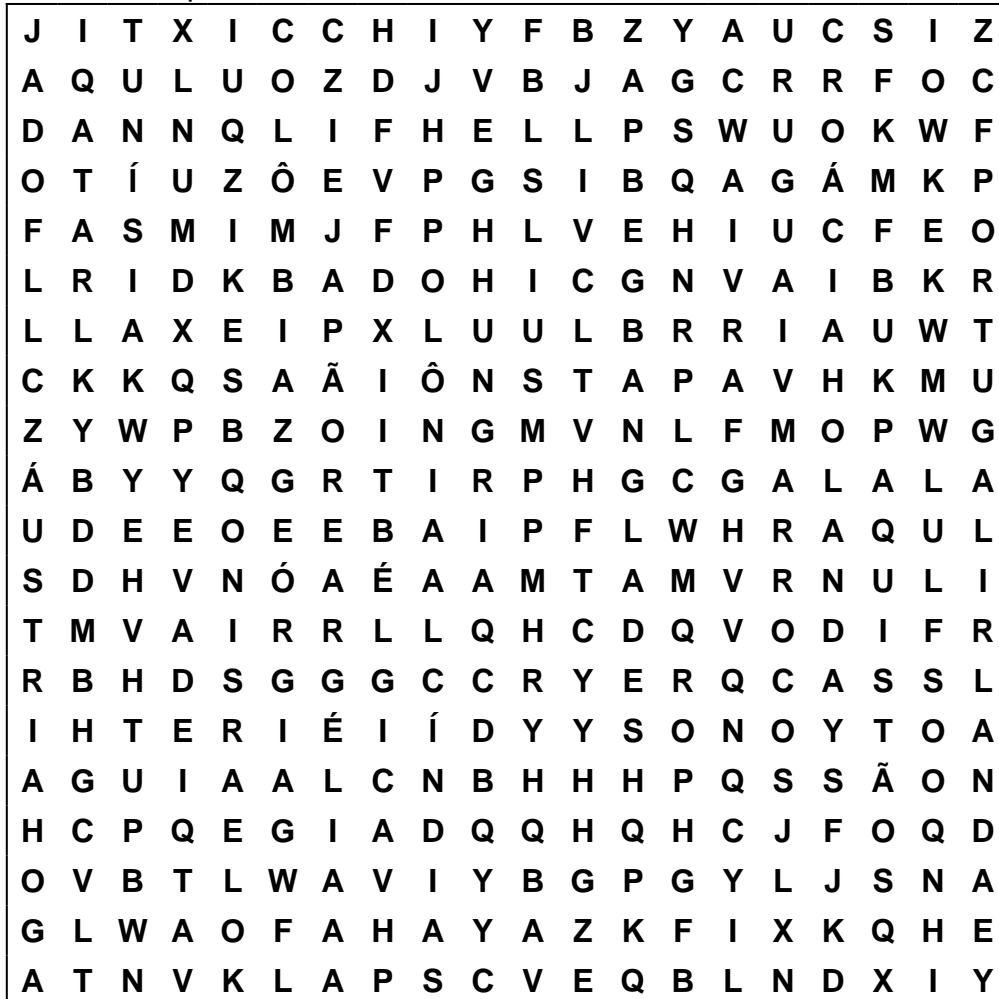 J I T X I C C H I Y F B Z Y A U C S I Z
A Q U L U O Z D J V B J A G C R R F O C
D A N N Q L I F H E L L P S W U O K W F
O T Í U Z Ô E V P G S I B Q A G Á M K P
F A S M I M J F P H L V E H I U C F E O
L R I D K B A D O H I C G N V A I B K R
L L A X E I P X L U U L B R R I A U W T
C K K Q S A Ã I Ô N S T A P A V H K M U
Z Y W P B Z O I N G M V N L F M O P W G
Á B Y Y Q G R T I R P H G C G A L A L A
U D E E O E E B A I P F L W H R A Q U L
S D H V N Ó A É A A M T A M V R N U L I
T M V A I R R L L Q H C D Q V O D I F R
R B H D S G G G C C R Y E R Q C A S S L
I H T E R I É I Í D Y Y S O N O Y T O A
A G U I A A L C N B H H H P Q S S Ã O N
H C P Q E G I A D Q Q H Q H C J F O Q D
O V B T L W A V I Y B G P G Y L J S N A
G L W A O F A H A Y A Z K F I X K Q H E
A T N V K L A P S C V E Q B L N D X I Y